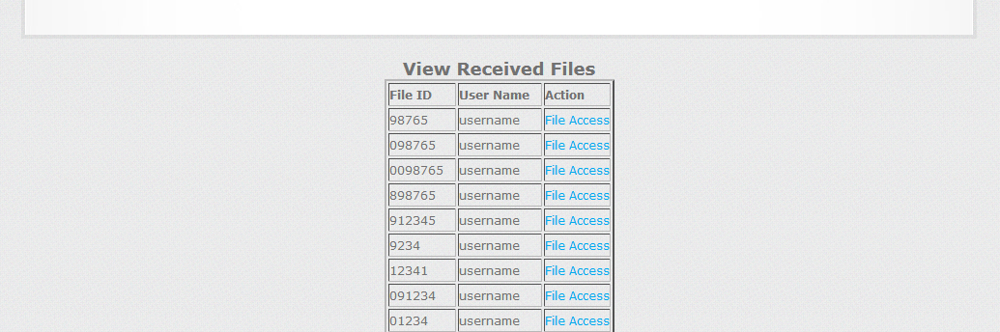 View Received Files
File ID User Name Action
98765 username File Access
098765 username File Access
0098765 username File Access
898765 username File Access
912345 username File Access
9234 username File Access
12341 username File Access
091234 username File Access
01234 username File Access